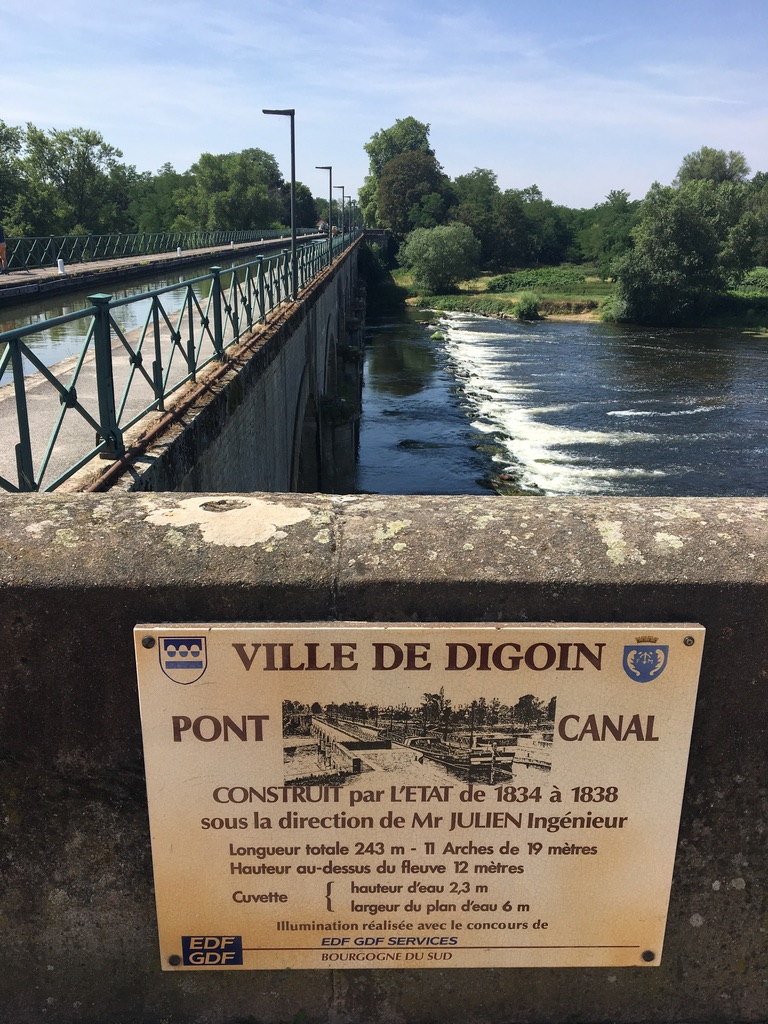 VILLE DE DIGOIN
PONT CANAL
CONSTRUIT par L'ETAT de 1834 à 1838
sous la direction de Mr JULIEN Ingénieur
Longueur totale 243 m - 11 Arches de 19 mètres
Hauteur au-dessus du fleuve 12 mètres
Cuvette { hauteur d'eau 2,3 m
largeur du plan d'eau 6 m
Illumination réalisée avec le concours de
EDF GDF EDF GDF SERVICES
BOURGOGNE DU SUD